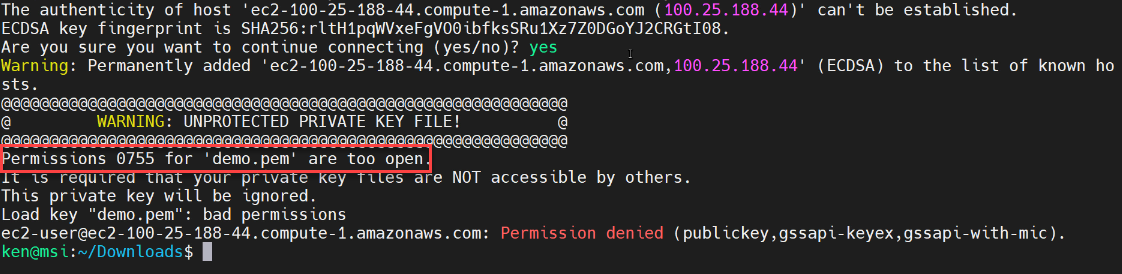 The authenticity of host 'ec2-100-25-188-44.compute-1.amazonaws.com (100.25.188.44)' can't be established.
ECDSA key fingerprint is SHA256:rltH1pqWVxeFgVO0ibfksSRu1Xz7Z0DGoYJ2CRGtI08.
Are you sure you want to continue connecting (yes/no)? yes
Warning: Permanently added 'ec2-100-25-188-44.compute-1.amazonaws.com,100.25.188.44' (ECDSA) to the list of known ho
sts.
@@@@@@@@@@@@@@@@@@@@@@@@@@@@@@@@@@@@@@@@@@@@@@@@@@@@@@@@@@@
@         WARNING: UNPROTECTED PRIVATE KEY FILE!          @
@@@@@@@@@@@@@@@@@@@@@@@@@@@@@@@@@@@@@@@@@@@@@@@@@@@@@@@@@@@
Permissions 0755 for 'demo.pem' are too open.
It is required that your private key files are NOT accessible by others.
This private key will be ignored.
Load key "demo.pem": bad permissions
ec2-user@ec2-100-25-188-44.compute-1.amazonaws.com: Permission denied (publickey,gssapi-keyex,gssapi-with-mic).
ken@msi:~/Downloads$